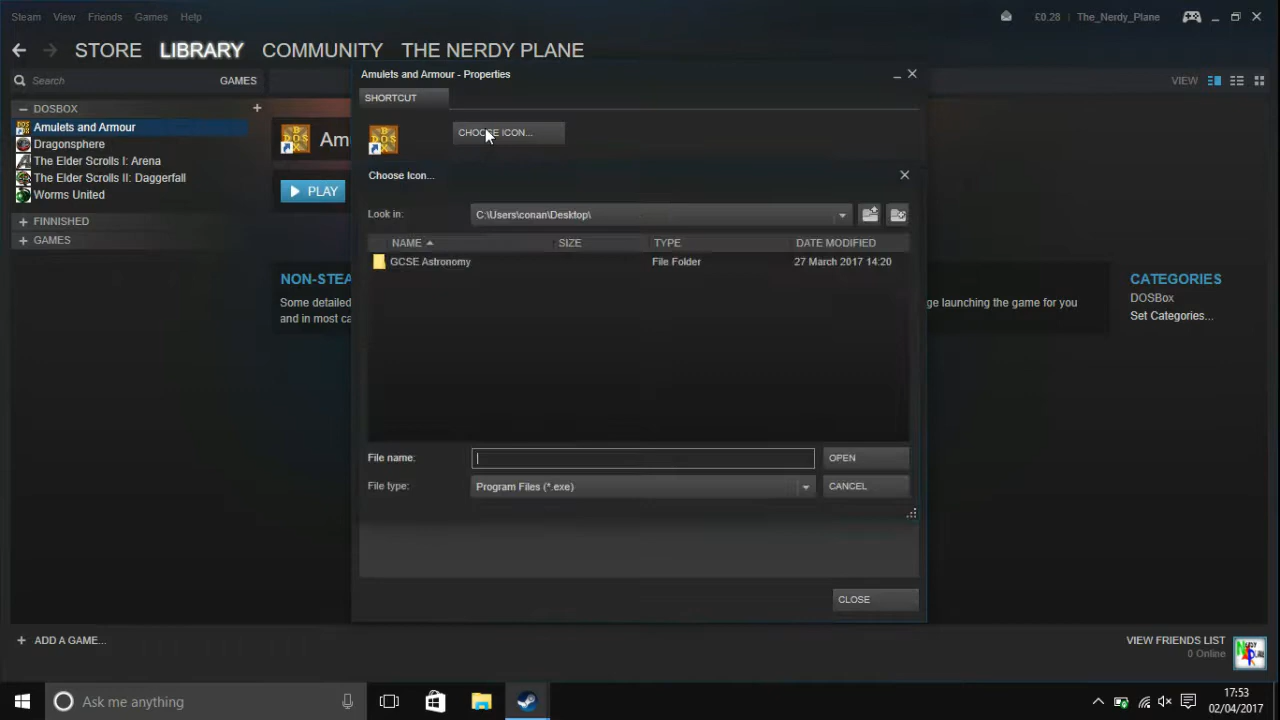 Steam View Friends Games Help £0.28 The_Nerdy_Plane
STORE LIBRARY COMMUNITY THE NERDY PLANE
Search GAMES VIEW
Amulets and Armour - Properties
SHORTCUT
DOSBOX
Amulets and Armour
Dragonsphere
The Elder Scrolls I: Arena
The Elder Scrolls II: Daggerfall
Worms United
FINNISHED
GAMES
Amu
PLAY
CHOOSE ICON...
Choose Icon...
Look in: C:\Users\conan\Desktop\
NAME SIZE TYPE DATE MODIFIED
GCSE Astronomy File Folder 27 March 2017 14:20
NON-STEA
Some detailed ge launching the game for you
and in most ca
CATEGORIES
DOSBox
Set Categories...
File name: OPEN
File type: Program Files (*.exe) CANCEL
CLOSE
ADD A GAME...
VIEW FRIENDS LIST
0 Online
Ask me anything
17:53
02/04/2017